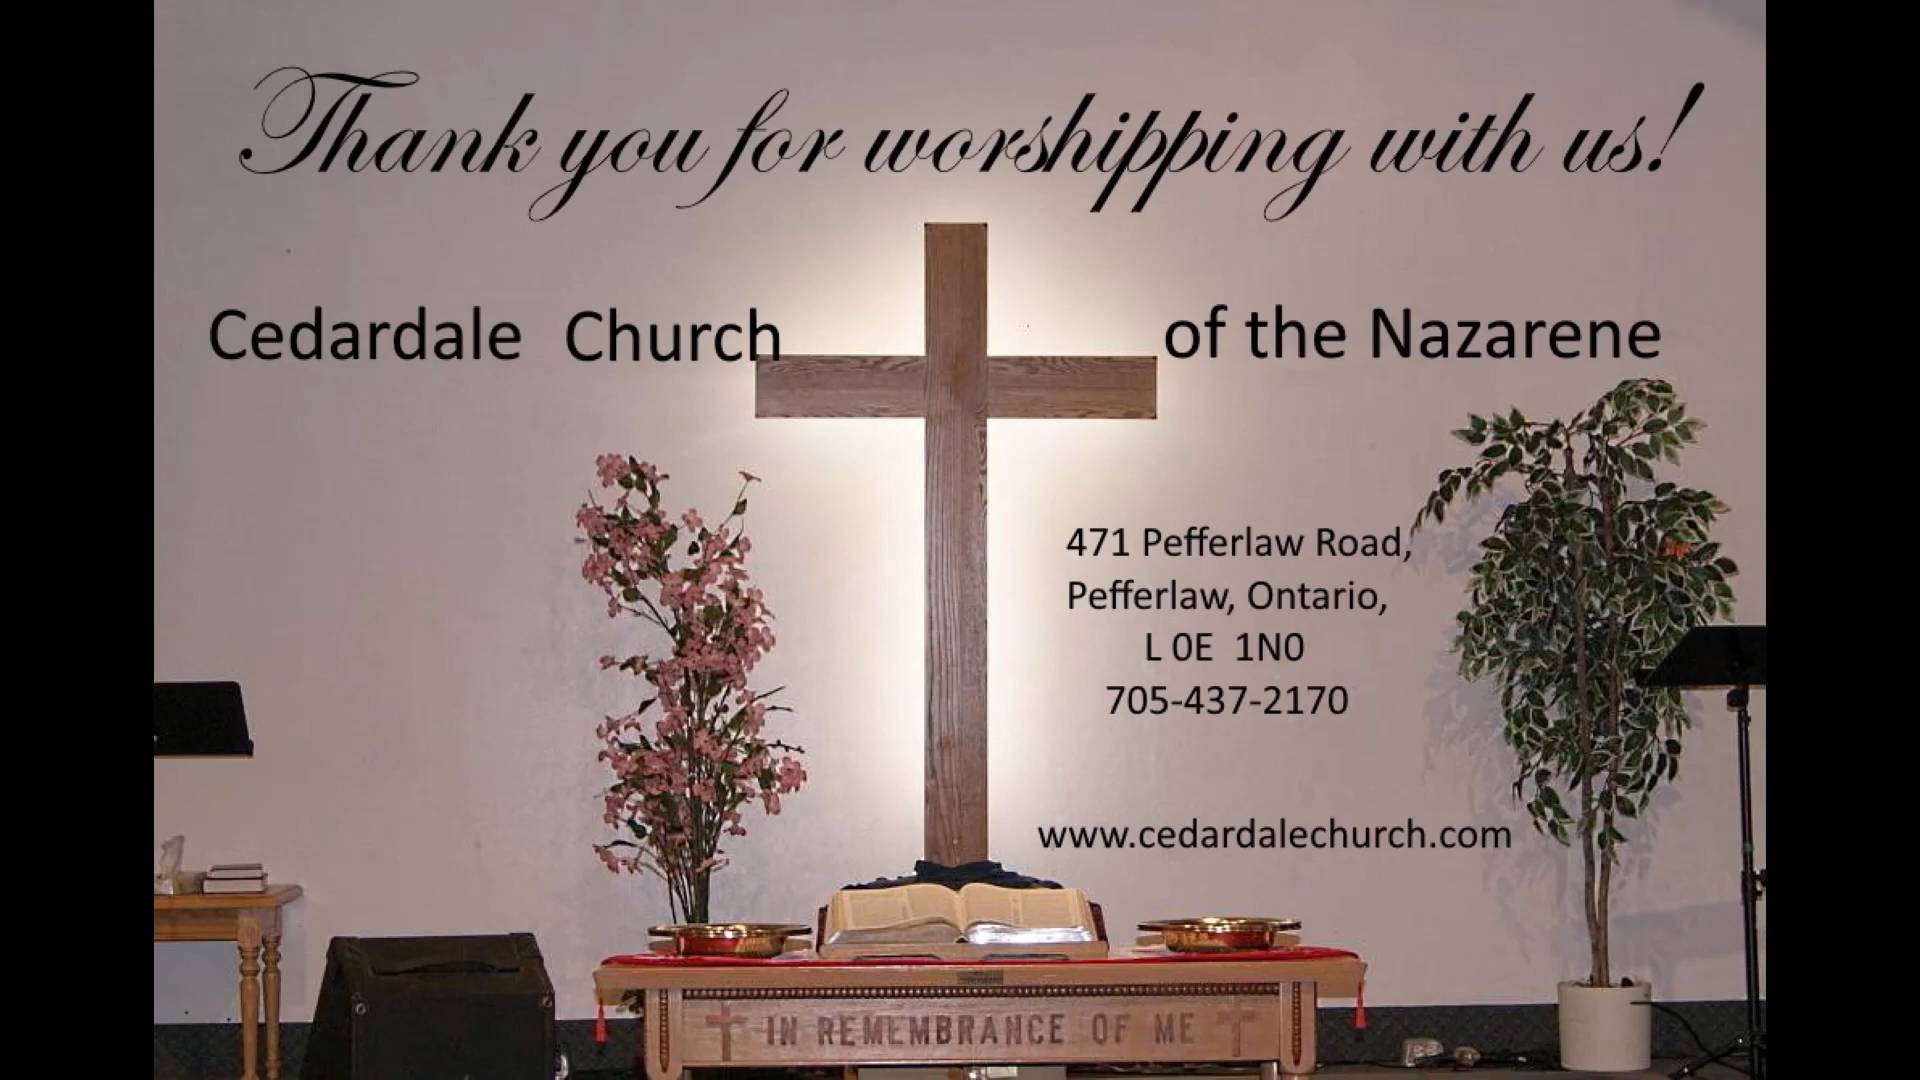 Thank you for worshipping with us!
Cedardale Church of the Nazarene
471 Pefferlaw Road,
Pefferlaw, Ontario,
L 0E 1N0
705-437-2170
www.cedardalechurch.com
IN REMEMBRANCE OF ME